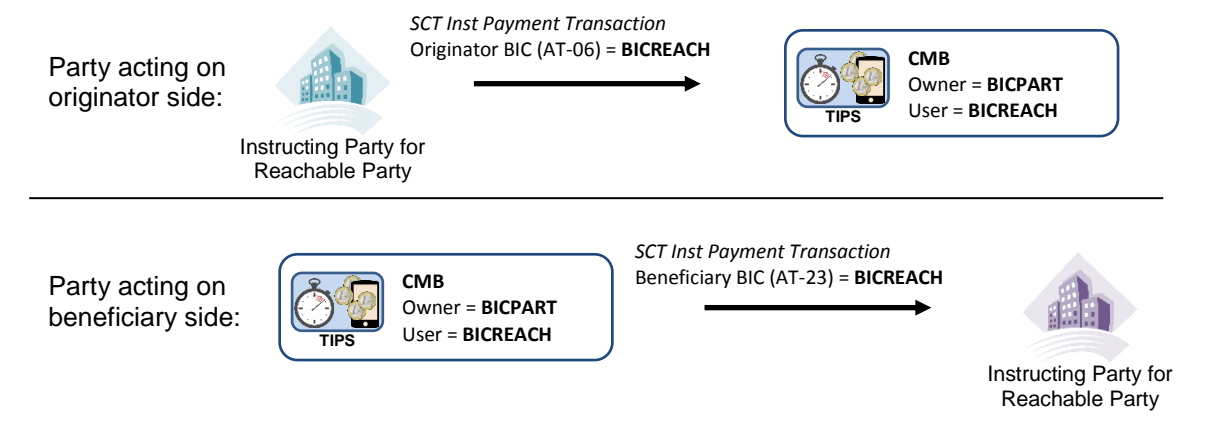 SCT Inst Payment Transaction
Originator BIC (AT-06) = BICREACH
Party acting on
originator side:
CMB
Owner = BICPART
User = BICREACH
TIPS
Instructing Party for
Reachable Party
SCT Inst Payment Transaction
Beneficiary BIC (AT-23) = BICREACH
Party acting on
beneficiary side:
CMB
Owner = BICPART
User = BICREACH
TIPS
Instructing Party for
Reachable Party